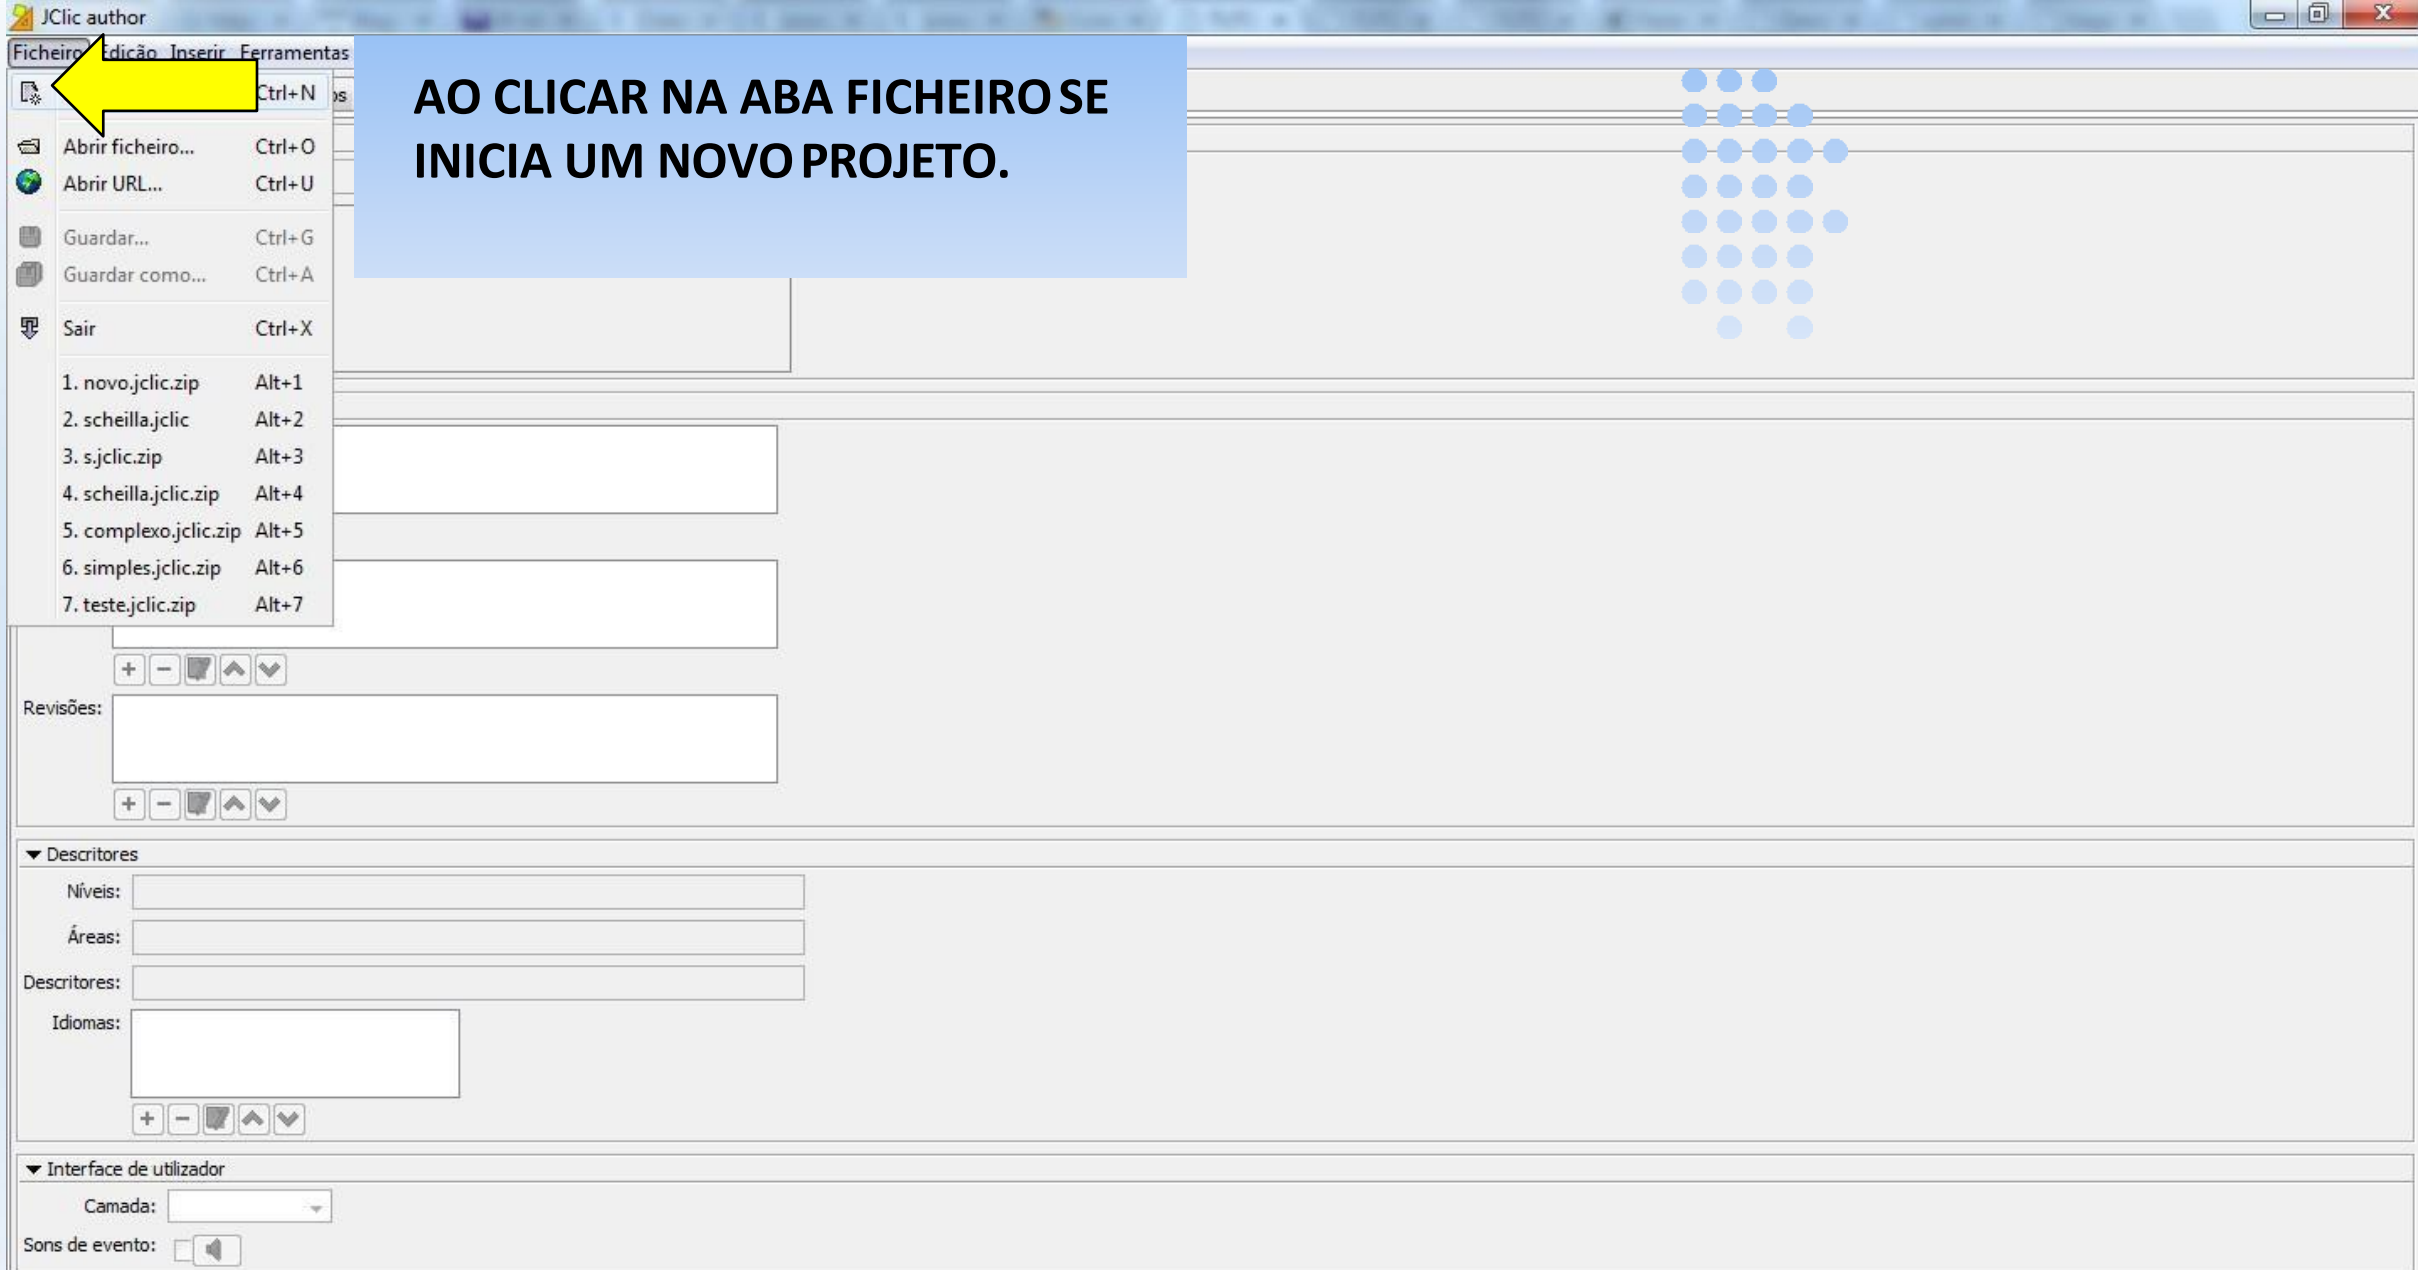 JClic author
Ficheiro Edição Inserir Ferramentas
Ctrl+N
os
AO CLICAR NA ABA FICHEIRO SE
INICIA UM NOVO PROJETO.
Abrir ficheiro... Ctrl+O
Abrir URL... Ctrl+U
Guardar... Ctrl+G
Guardar como... Ctrl+A
Sair Ctrl+X
1. novo.jclic.zip Alt+1
2. scheilla.jclic Alt+2
3. s.jclic.zip Alt+3
4. scheilla.jclic.zip Alt+4
5. complexo.jclic.zip Alt+5
6. simples.jclic.zip Alt+6
7. teste.jclic.zip Alt+7
Revisões:
Descritores
Níveis:
Áreas:
Descritores:
Idiomas:
Interface de utilizador
Camada:
Sons de evento: